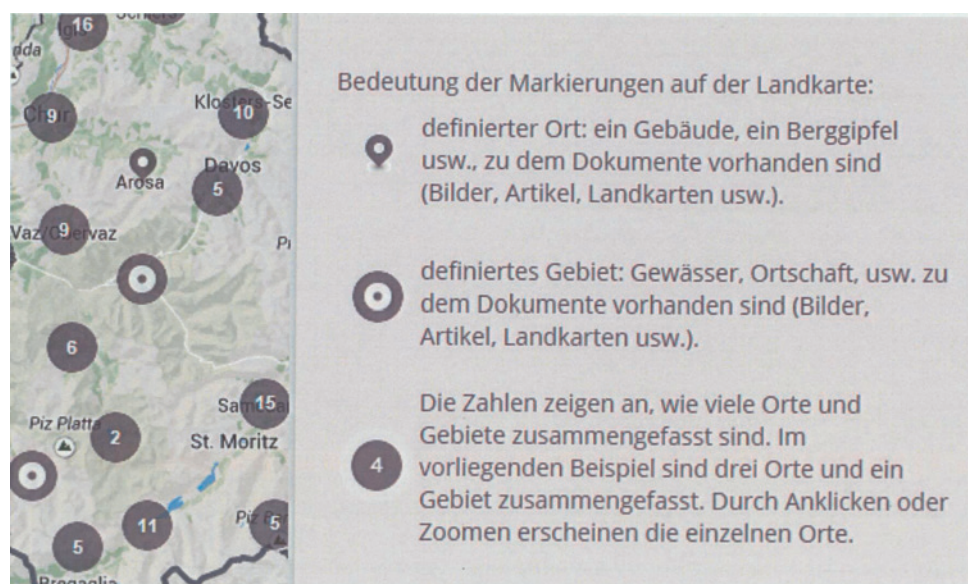 16
Igis
9
Chur
Klosters-Se
10
Arosa
Davos
5
9
Vaz/Obervaz
6
Piz Platta
2
15
St. Moritz
11
5
5
Bregaglia
Bedeutung der Markierungen auf der Landkarte:
definierter Ort: ein Gebäude, ein Berggipfel
usw., zu dem Dokumente vorhanden sind
(Bilder, Artikel, Landkarten usw.).
definiertes Gebiet: Gewässer, Ortschaft, usw. zu
dem Dokumente vorhanden sind (Bilder,
Artikel, Landkarten usw.).
4
Die Zahlen zeigen an, wie viele Orte und
Gebiete zusammengefasst sind. Im
vorliegenden Beispiel sind drei Orte und ein
Gebiet zusammengefasst. Durch Anklicken oder
Zoomen erscheinen die einzelnen Orte.